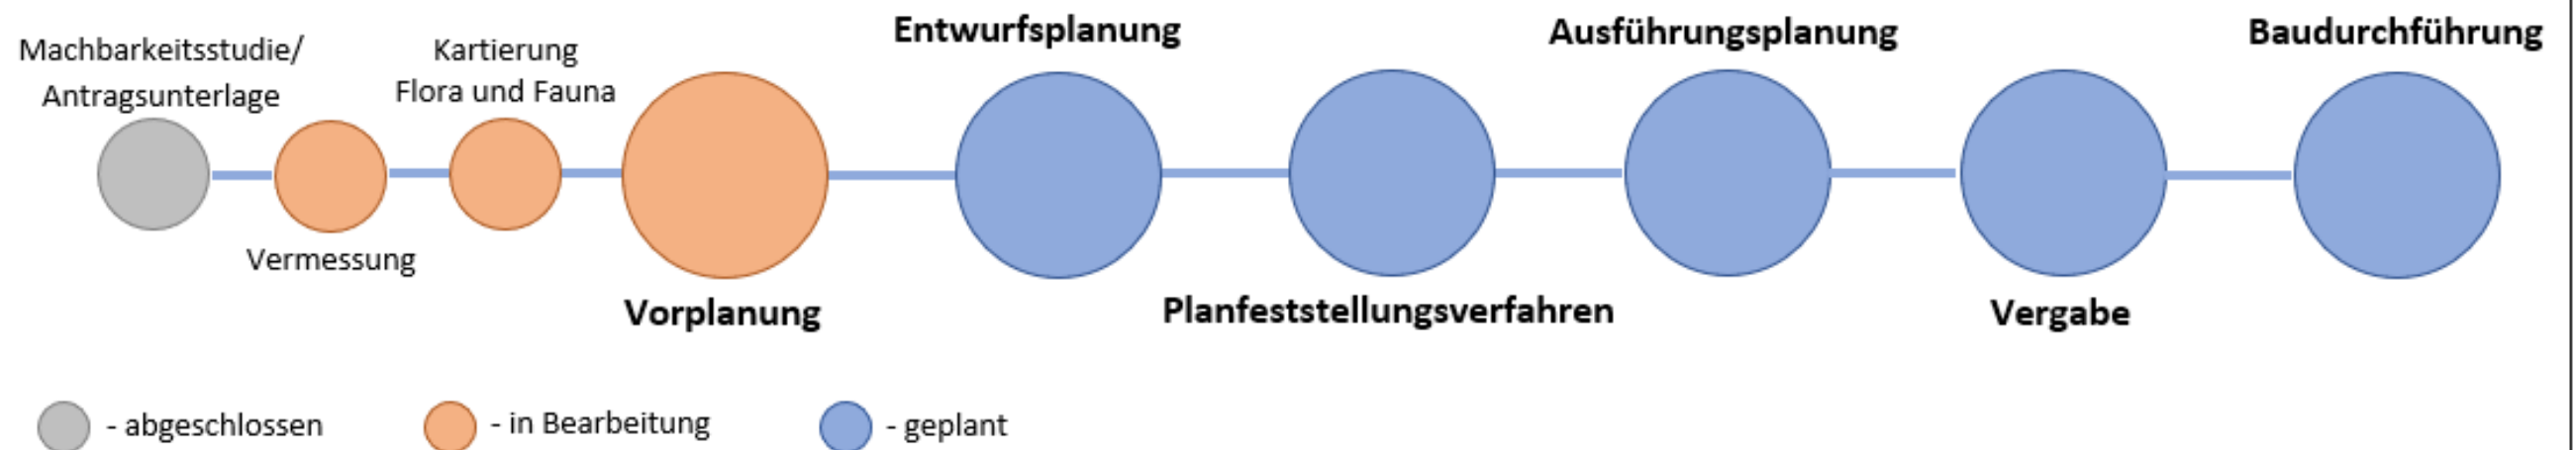 Machbarkeitsstudie/
Antragsunterlage
Vermessung
Kartierung
Flora und Fauna
Vorplanung
Entwurfsplanung
Planfeststellungsverfahren
Ausführungsplanung
Vergabe
Baudurchführung
- abgeschlossen
- in Bearbeitung
- geplant